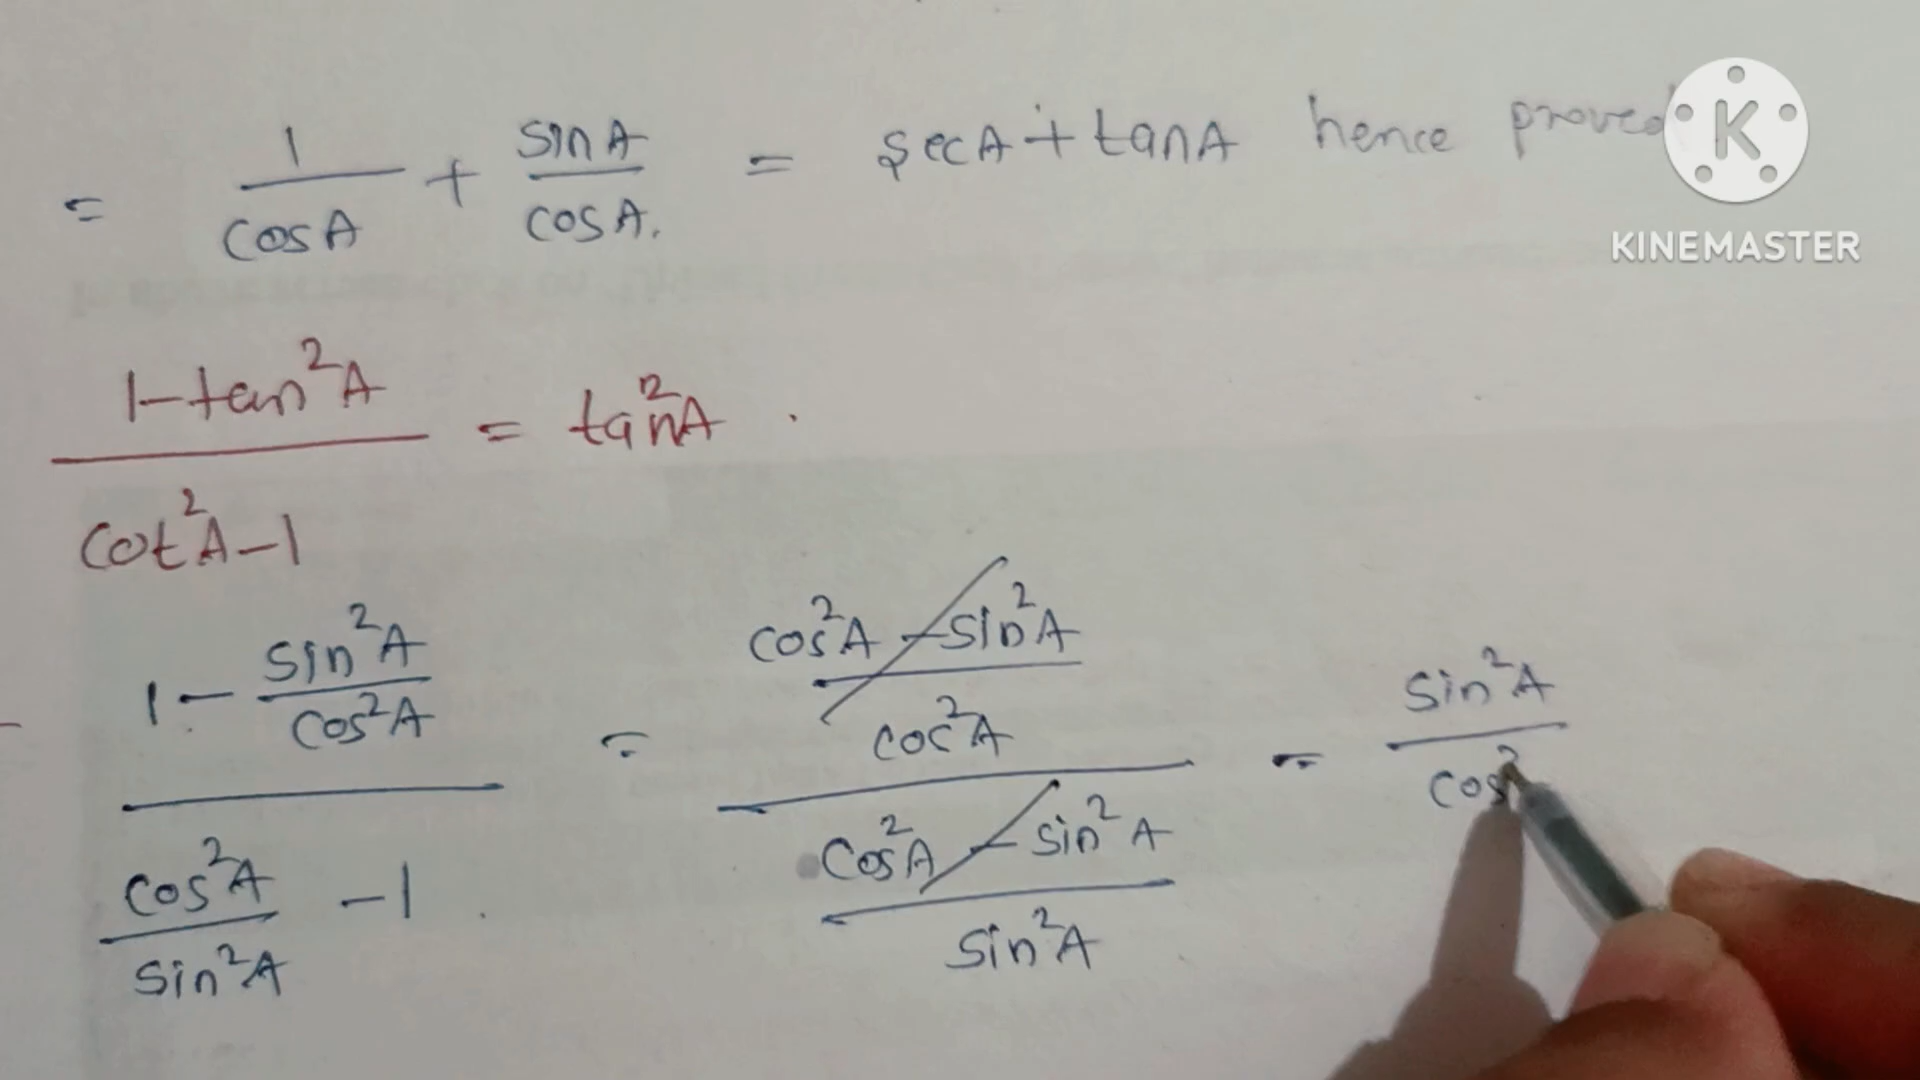 = 1/cosA + sinA/cosA. = secA + tanA hence proved
K
KINEMASTER
1-tan²A/cot²A-1 = tan²A .
1 - sin²A/cos²A / cos²A/sin²A - 1 = cos²A - sin²A/cos²A / cos²A - sin²A/sin²A = sin²A/cos²